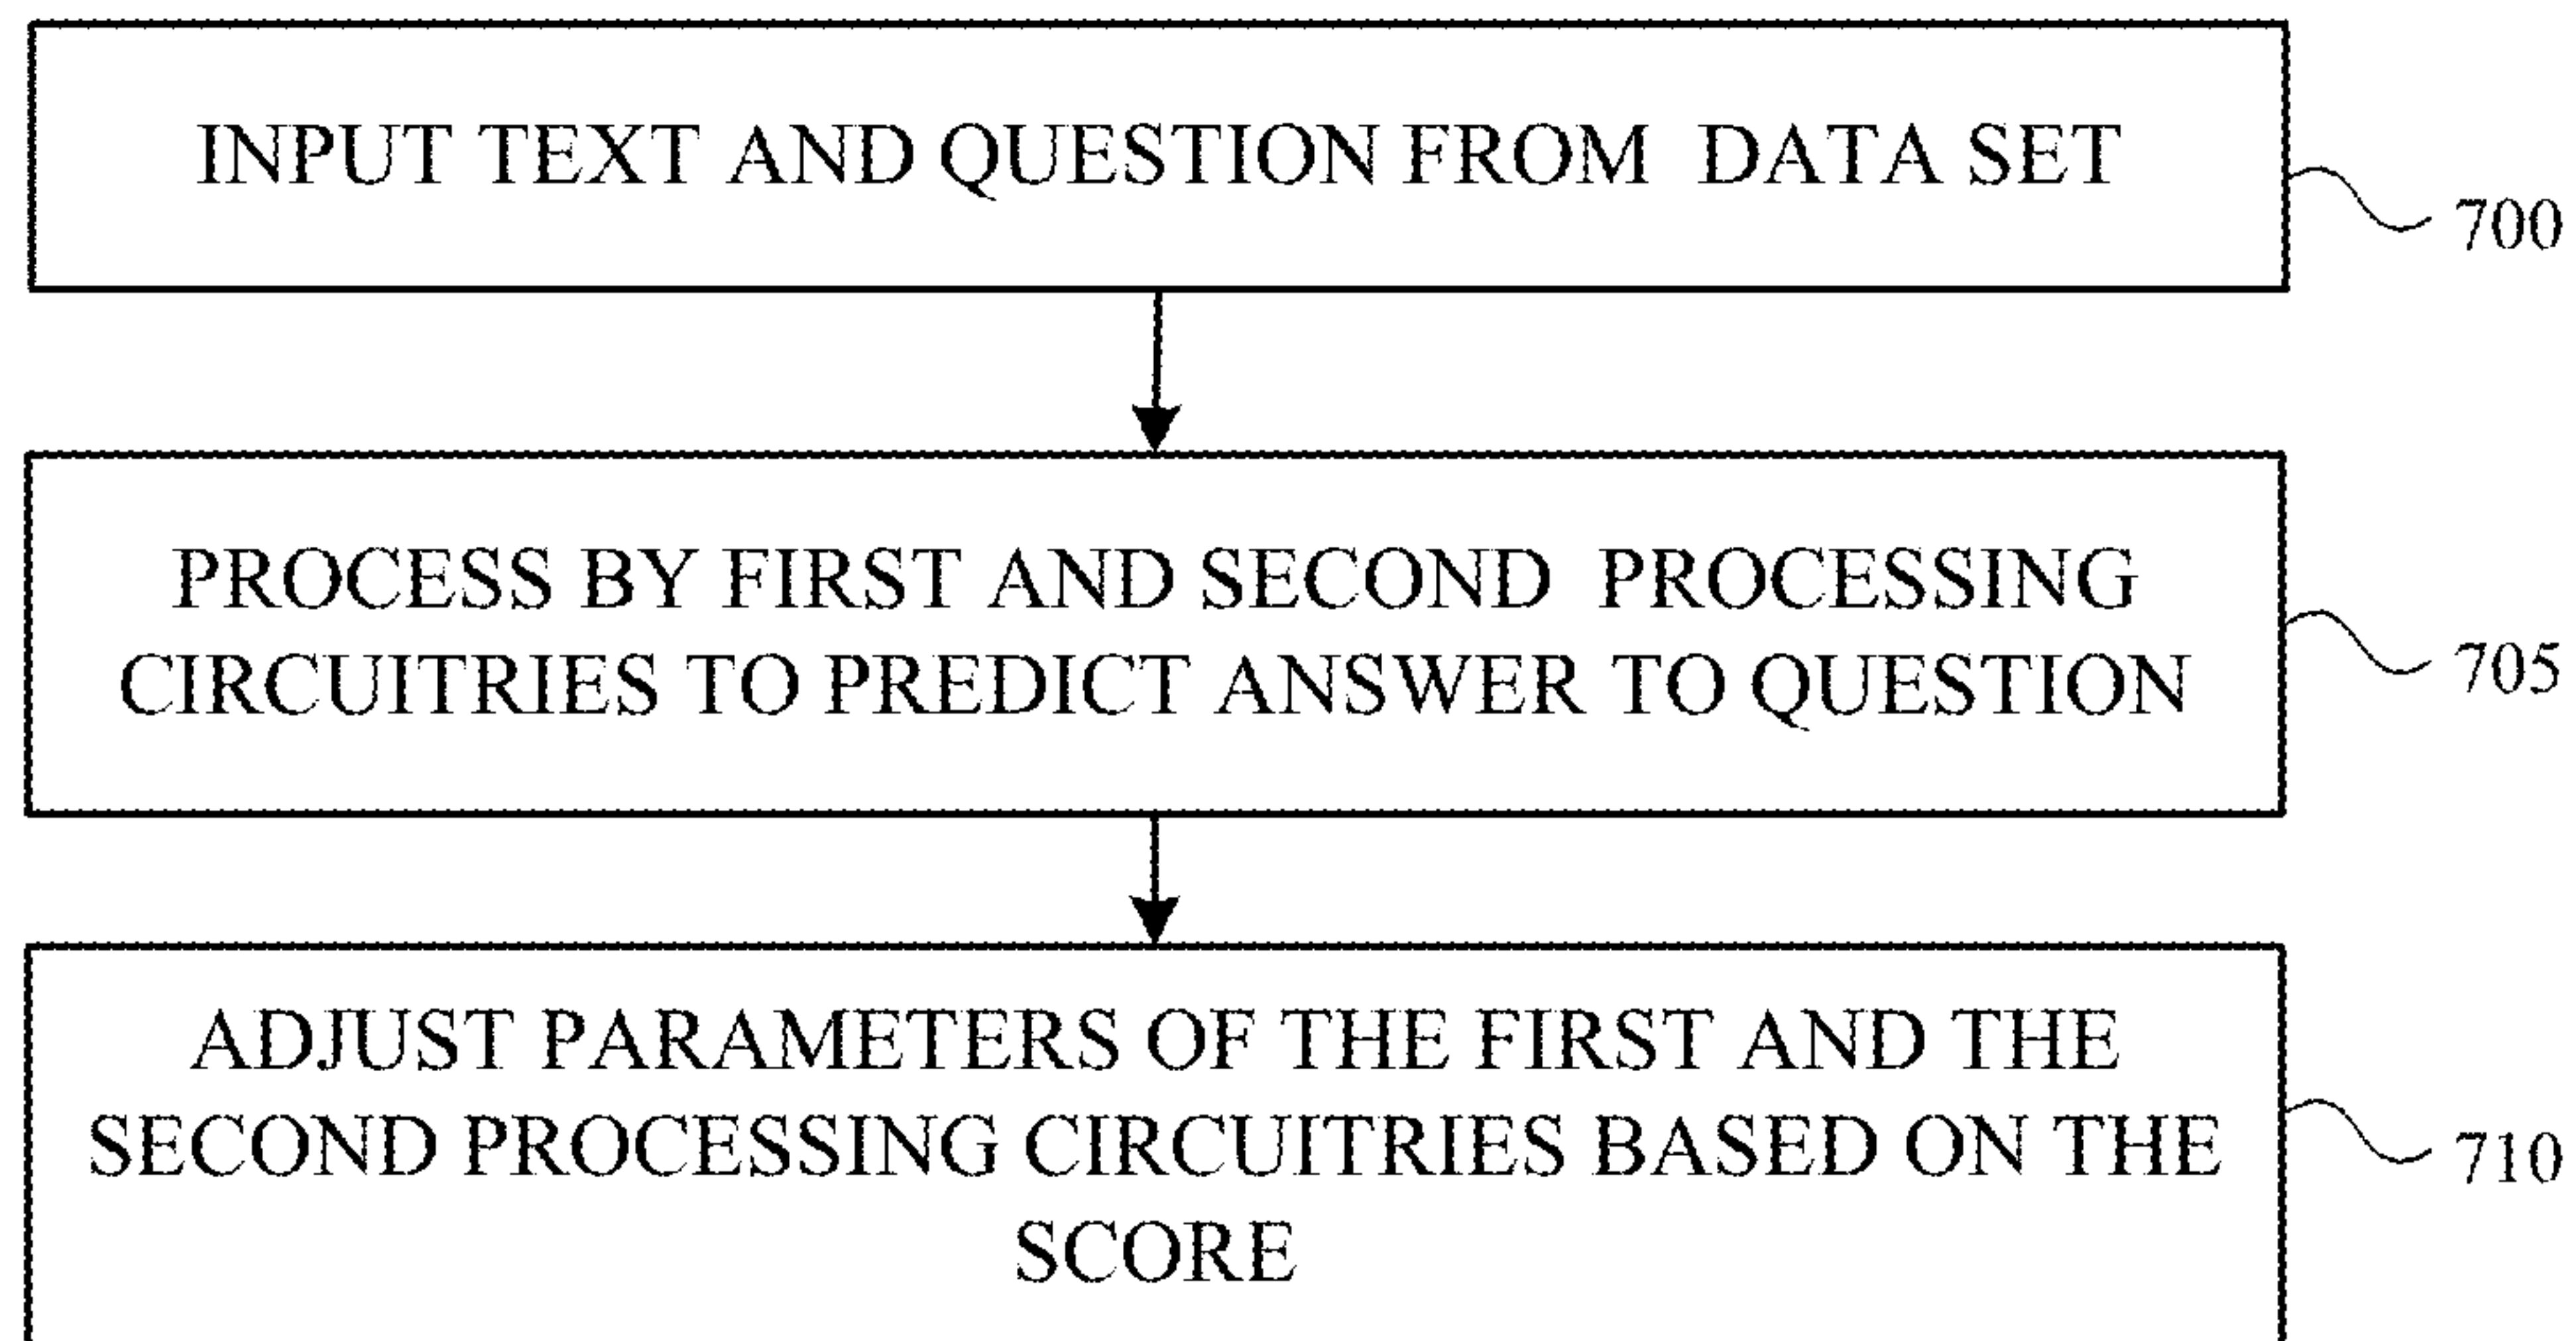 INPUT TEXT AND QUESTION FROM DATA SET
700
PROCESS BY FIRST AND SECOND PROCESSING
CIRCUITRIES TO PREDICT ANSWER TO QUESTION
705
ADJUST PARAMETERS OF THE FIRST AND THE
SECOND PROCESSING CIRCUITRIES BASED ON THE
SCORE
710